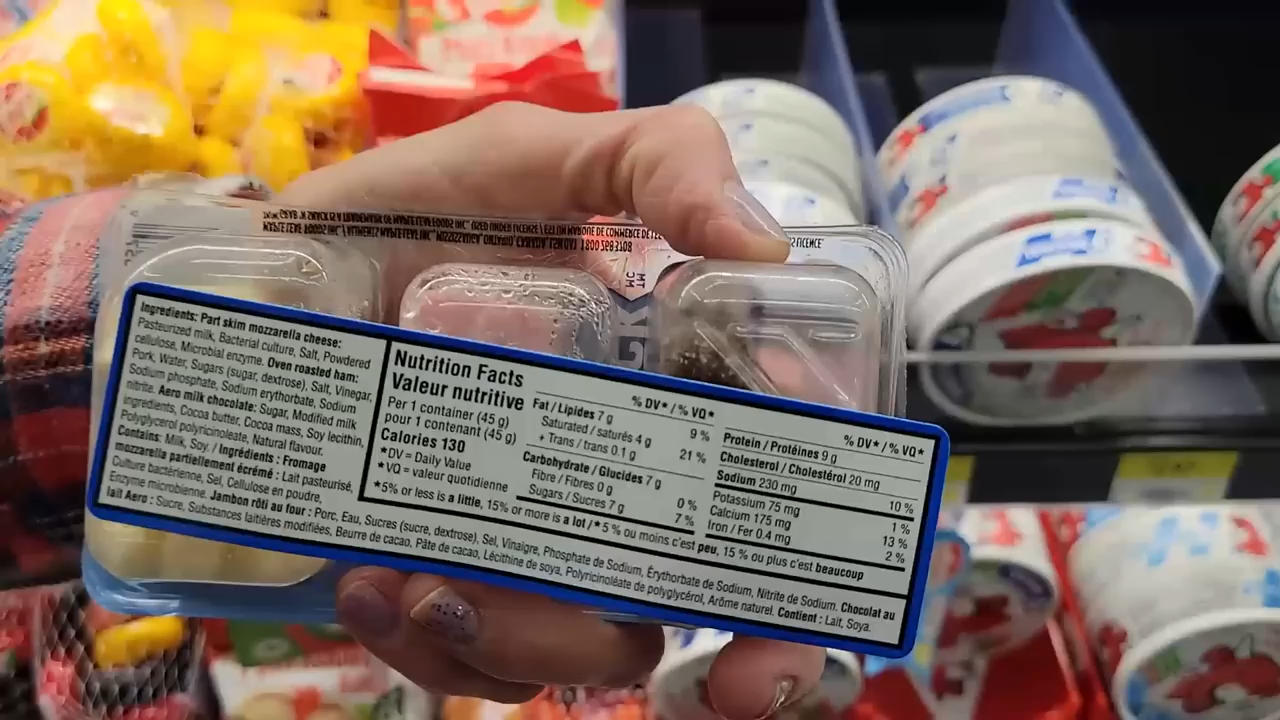 Ingredients: Part skim mozzarella cheese:
Pasteurized milk, Bacterial culture, Salt, Powdered
cellulose, Microbial enzyme. Oven roasted ham:
Pork, Water, Sugars (sugar, dextrose), Salt, Vinegar,
Sodium phosphate, Sodium erythorbate, Sodium
nitrite. Aero milk chocolate: Sugar, Modified milk
ingredients, Cocoa butter, Cocoa mass, Soy lecithin,
Polyglycerol polyricinoleate, Natural flavour.
Contains: Milk, Soy. / Ingrédients : Fromage
mozzarella partiellement écrémé : Lait pasteurisé,
Culture bactérienne, Sel, Cellulose en poudre,
Enzyme microbienne. Jambon rôti au four : Porc, Eau, Sucres (sucre, dextrose), Sel, Vinaigre, Phosphate de Sodium, Érythorbate de Sodium, Nitrite de Sodium. Chocolat au
lait Aero : Sucre, Substances laitières modifiées, Beurre de cacao, Pâte de cacao, Lécithine de soya, Polyricinoléate de polyglycérol, Arôme naturel. Contient : Lait, Soya.
Nutrition Facts
Valeur nutritive
Per 1 container (45 g)
pour 1 contenant (45 g)
Calories 130
*DV = Daily Value
*VQ = valeur quotidienne
% DV* / % VQ*
Fat / Lipides 7 g 9 %
Saturated / saturés 4 g
+ Trans / trans 0.1 g 21 %
Carbohydrate / Glucides 7 g
Fibre / Fibres 0 g 0 %
Sugars / Sucres 7 g 7 %
% DV* / % VQ*
Protein / Protéines 9 g
Cholesterol / Cholestérol 20 mg
Sodium 230 mg 10 %
Potassium 75 mg 1 %
Calcium 175 mg 13 %
Iron / Fer 0.4 mg 2 %
*5% or less is a little, 15% or more is a lot / *5 % ou moins c'est peu, 15 % ou plus c'est beaucoup
1 800 588 3108
MC
TM